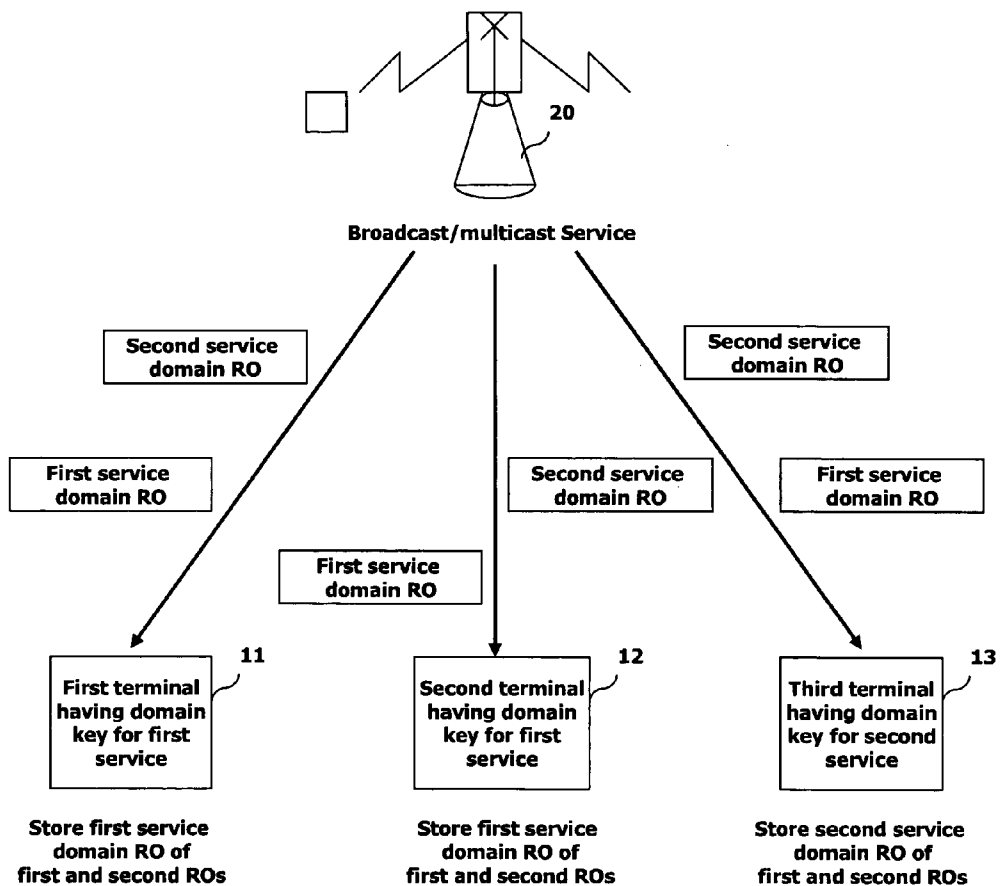 20
Broadcast/multicast Service
Second service
domain RO
Second service
domain RO
First service
domain RO
Second service
domain RO
First service
domain RO
First service
domain RO
11
12
13
First terminal
having domain
key for first
service
Second terminal
having domain
key for first
service
Third terminal
having domain
key for second
service
Store first service
domain RO of
first and second ROs
Store first service
domain RO of
first and second ROs
Store second service
domain RO of
first and second ROs